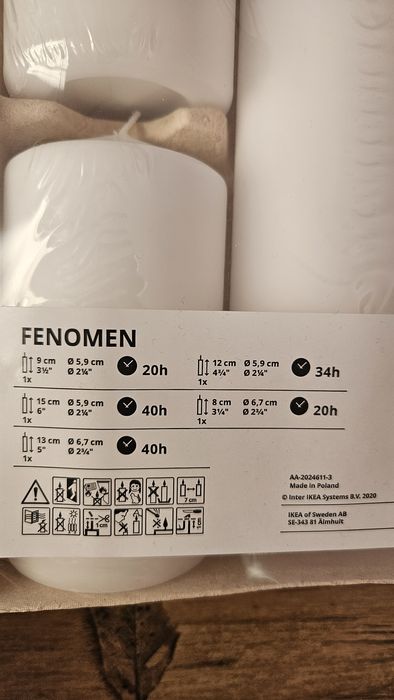 FENOMEN
9 cm Ø 5,9 cm 20h
3½" Ø 2¼"
1x
12 cm Ø 5,9 cm 34h
4¾" Ø 2¼"
1x
15 cm Ø 5,9 cm 40h
6" Ø 2¼"
1x
8 cm Ø 6,7 cm 20h
3¼" Ø 2¾"
1x
13 cm Ø 6,7 cm 40h
5" Ø 2¾"
1x
7 cm
1 cm
AA-2024611-3
Made in Poland
© Inter IKEA Systems B.V. 2020
IKEA of Sweden AB
SE-343 81 Älmhult